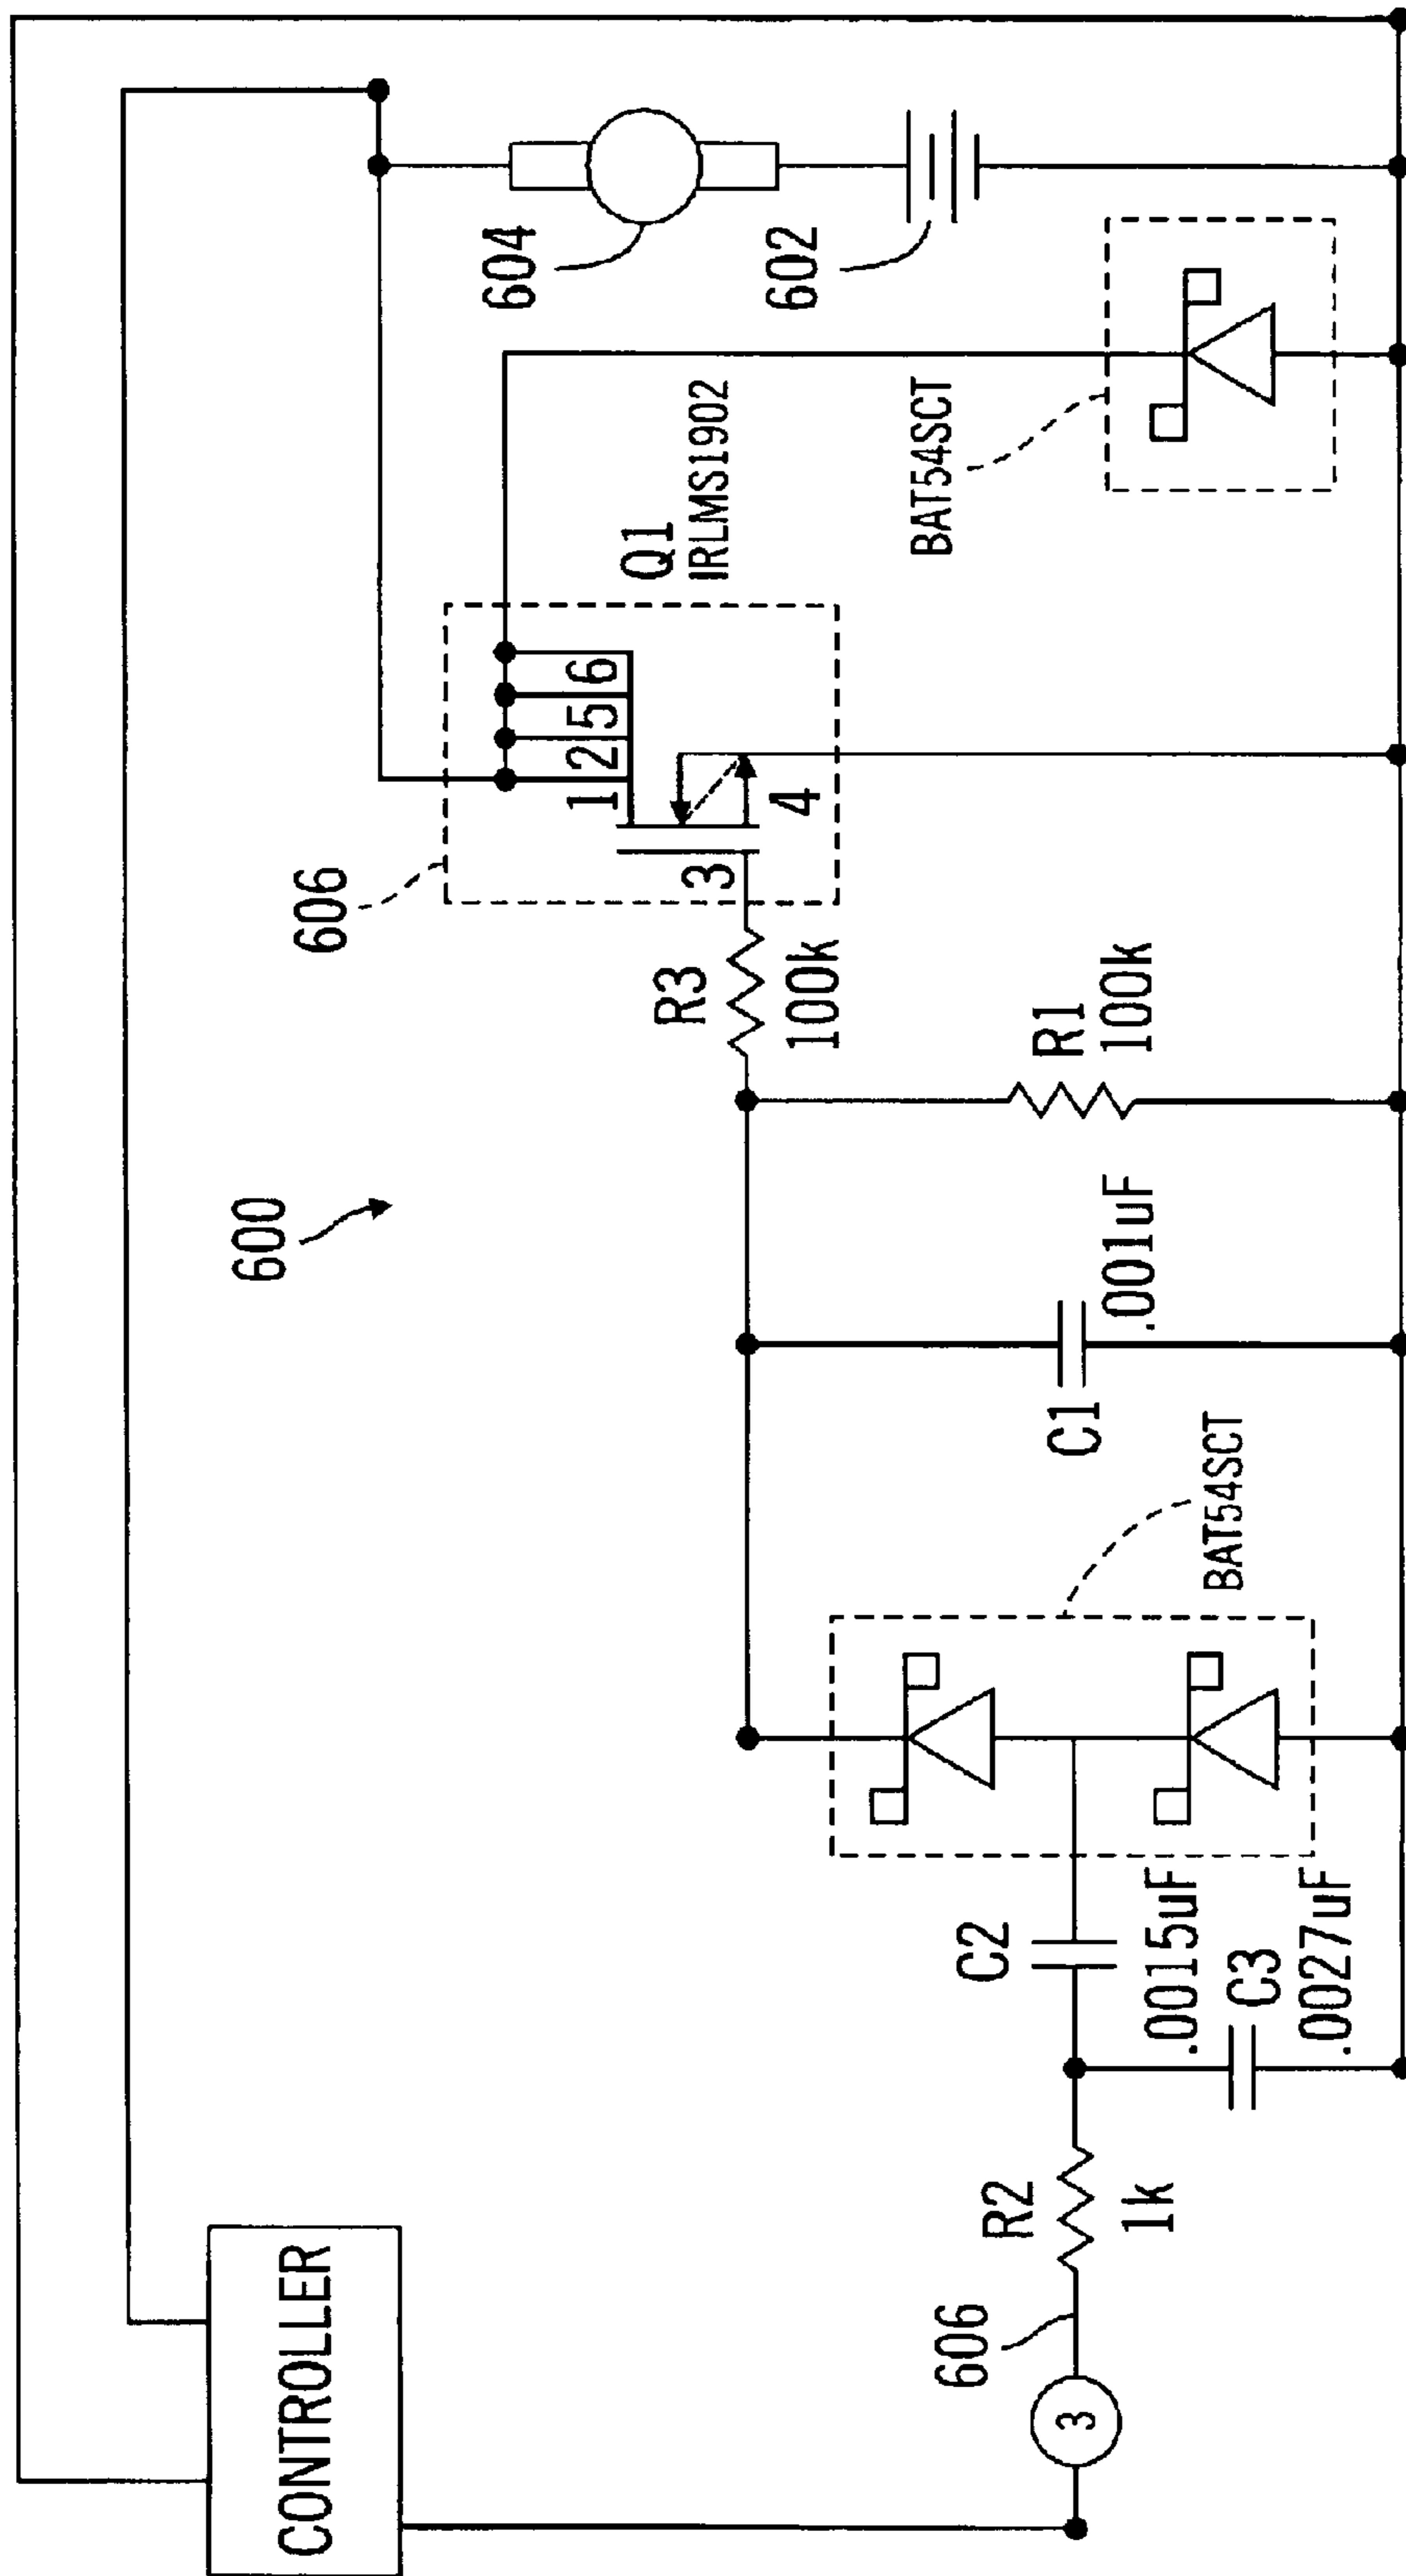 CONTROLLER
600
606
604
602
Q1
IRLMS1902
1
2
5
6
3
4
R3
100k
R1
100k
BAT54SCT
C1
.001uF
BAT54SCT
C2
.0015uF
C3
.0027uF
R2
1k
606
3